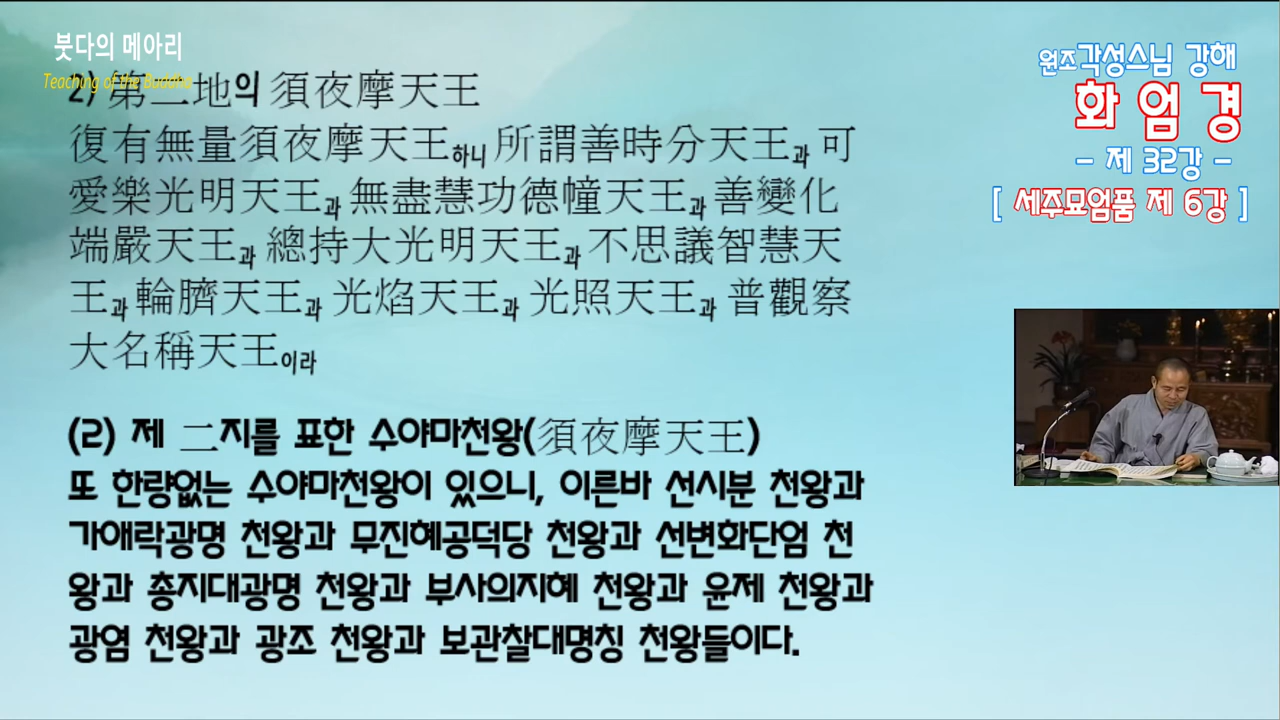 붓다의 메아리
Teaching of the Buddha
2) 第二地의 須夜摩天王
復有無量須夜摩天王하니 所謂善時分天王과 可
愛樂光明天王과 無盡慧功德幢天王과 善變化
端嚴天王과 總持大光明天王과 不思議智慧天
王과 輪臍天王과 光焰天王과 光照天王과 普觀察
大名稱天王이라
(2) 제 二지를 표한 수야마천왕(須夜摩天王)
또 한량없는 수야마천왕이 있으니, 이른바 선시분 천왕과
가애락광명 천왕과 무진혜공덕당 천왕과 선변화단엄 천
왕과 총지대광명 천왕과 부사의지혜 천왕과 윤제 천왕과
광염 천왕과 광조 천왕과 보관찰대명칭 천왕들이다.
원조각성스님 강해
화 엄 경
- 제 32강 -
[ 세주묘엄품 제 6강 ]